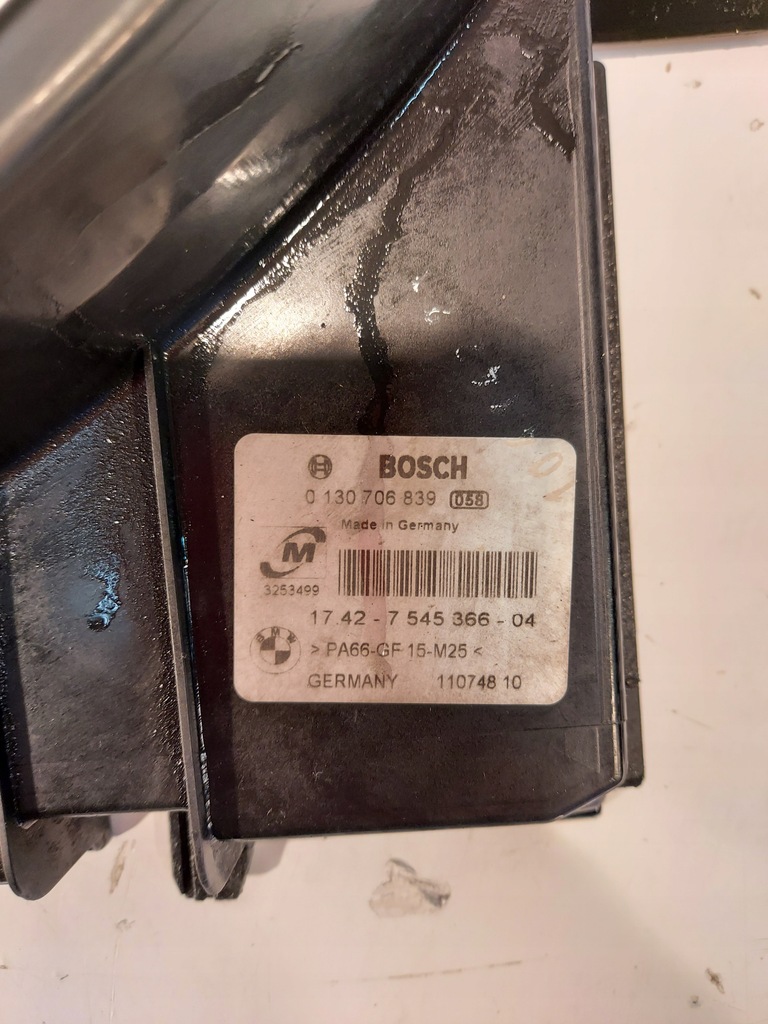 BOSCH
0 130 706 839 058
Made in Germany
M
3253499
17.42 - 7 545 366 - 04
BMW
> PA66-GF 15-M25 <
GERMANY 110748 10